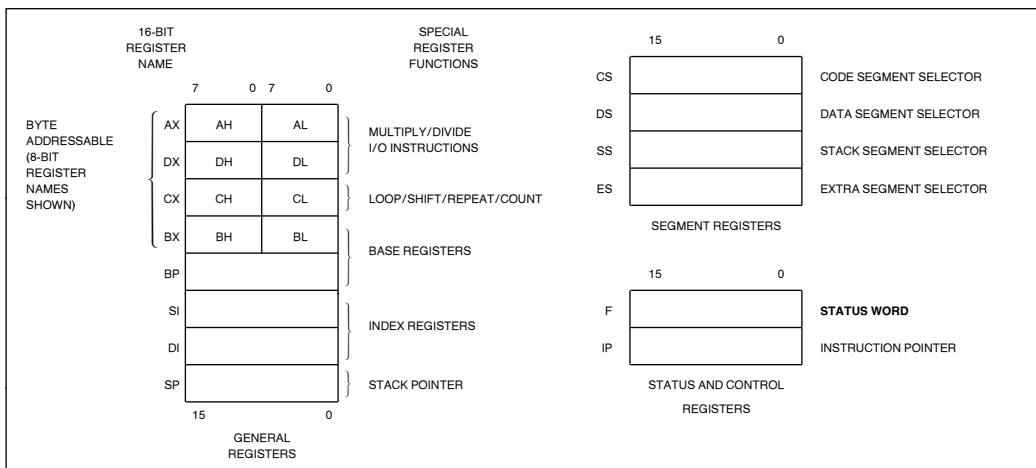 16-BIT
REGISTER
NAME
SPECIAL
REGISTER
FUNCTIONS
7 0 7 0
BYTE
ADDRESSABLE
(8-BIT
REGISTER
NAMES
SHOWN)
AX AH AL
DX DH DL
MULTIPLY/DIVIDE
I/O INSTRUCTIONS
CX CH CL LOOP/SHIFT/REPEAT/COUNT
BX BH BL
BP
BASE REGISTERS
SI
DI
INDEX REGISTERS
SP STACK POINTER
15 0
GENERAL
REGISTERS
15 0
CS CODE SEGMENT SELECTOR
DS DATA SEGMENT SELECTOR
SS STACK SEGMENT SELECTOR
ES EXTRA SEGMENT SELECTOR
SEGMENT REGISTERS
15 0
F STATUS WORD
IP INSTRUCTION POINTER
STATUS AND CONTROL
REGISTERS